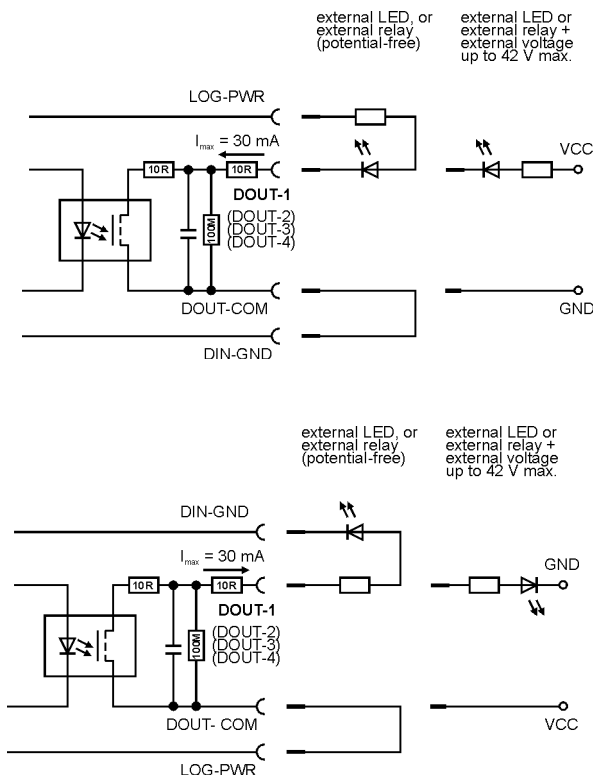 external LED, or
external relay
(potential-free)
external LED or
external relay +
external voltage
up to 42 V max.
LOG-PWR
Imax = 30 mA
VCC
10R
10R
DOUT-1
(DOUT-2)
(DOUT-3)
(DOUT-4)
100M
DOUT-COM
GND
DIN-GND
external LED, or
external relay
(potential-free)
external LED or
external relay +
external voltage
up to 42 V max.
DIN-GND
Imax = 30 mA
GND
10R
10R
DOUT-1
(DOUT-2)
(DOUT-3)
(DOUT-4)
100M
DOUT- COM
VCC
LOG-PWR